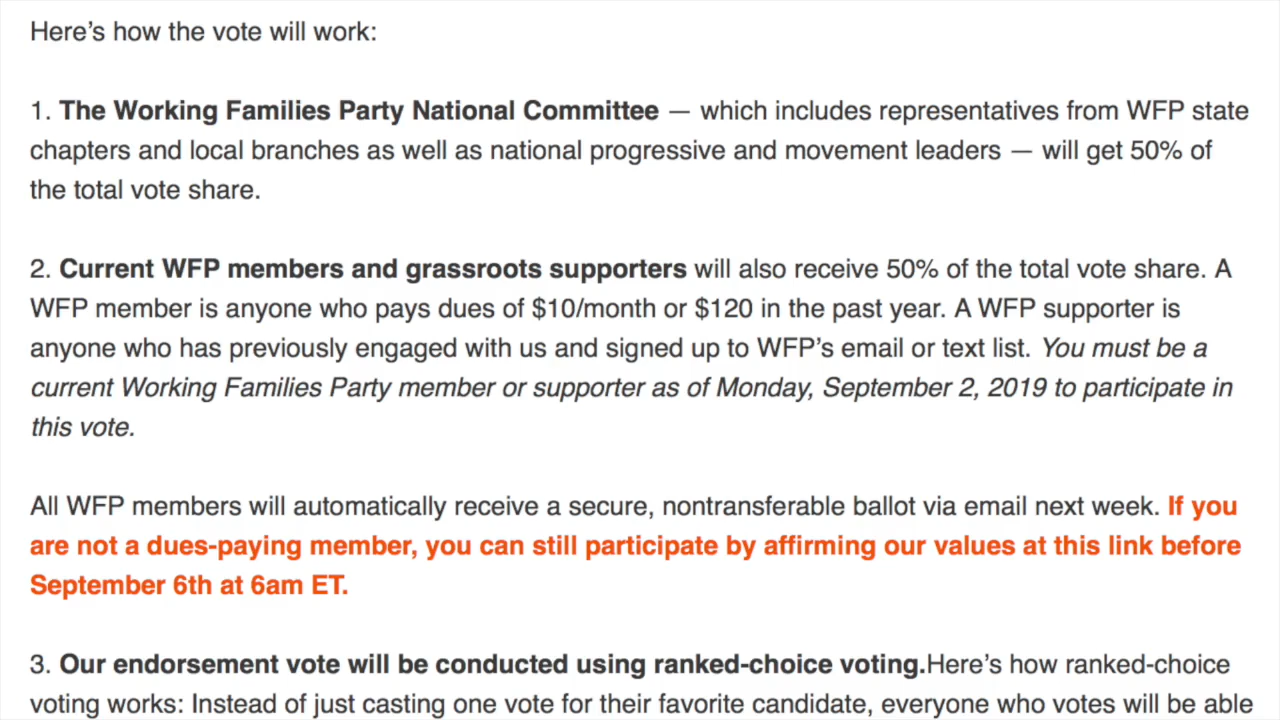 Here’s how the vote will work:
1. The Working Families Party National Committee — which includes representatives from WFP state
chapters and local branches as well as national progressive and movement leaders — will get 50% of
the total vote share.
2. Current WFP members and grassroots supporters will also receive 50% of the total vote share. A
WFP member is anyone who pays dues of $10/month or $120 in the past year. A WFP supporter is
anyone who has previously engaged with us and signed up to WFP’s email or text list. You must be a
current Working Families Party member or supporter as of Monday, September 2, 2019 to participate in
this vote.
All WFP members will automatically receive a secure, nontransferable ballot via email next week. If you
are not a dues-paying member, you can still participate by affirming our values at this link before
September 6th at 6am ET.
3. Our endorsement vote will be conducted using ranked-choice voting.Here’s how ranked-choice
voting works: Instead of just casting one vote for their favorite candidate, everyone who votes will be able